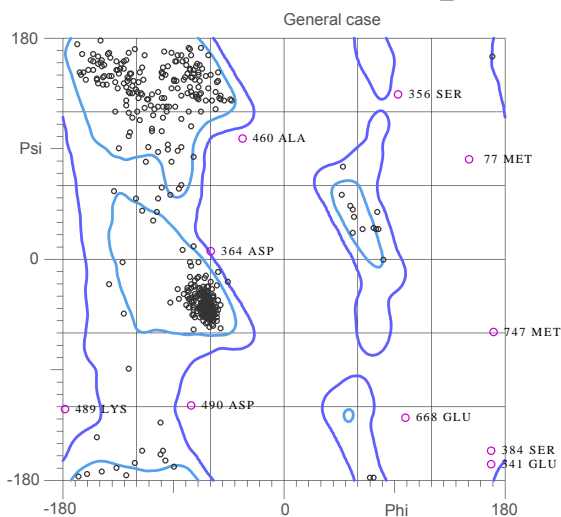 General case
180
356 SER
460 ALA
Psi
77 MET
364 ASP
0
747 MET
489 LYS
490 ASP
668 GLU
384 SER
341 GLU
-180
-180
0
Phi
180